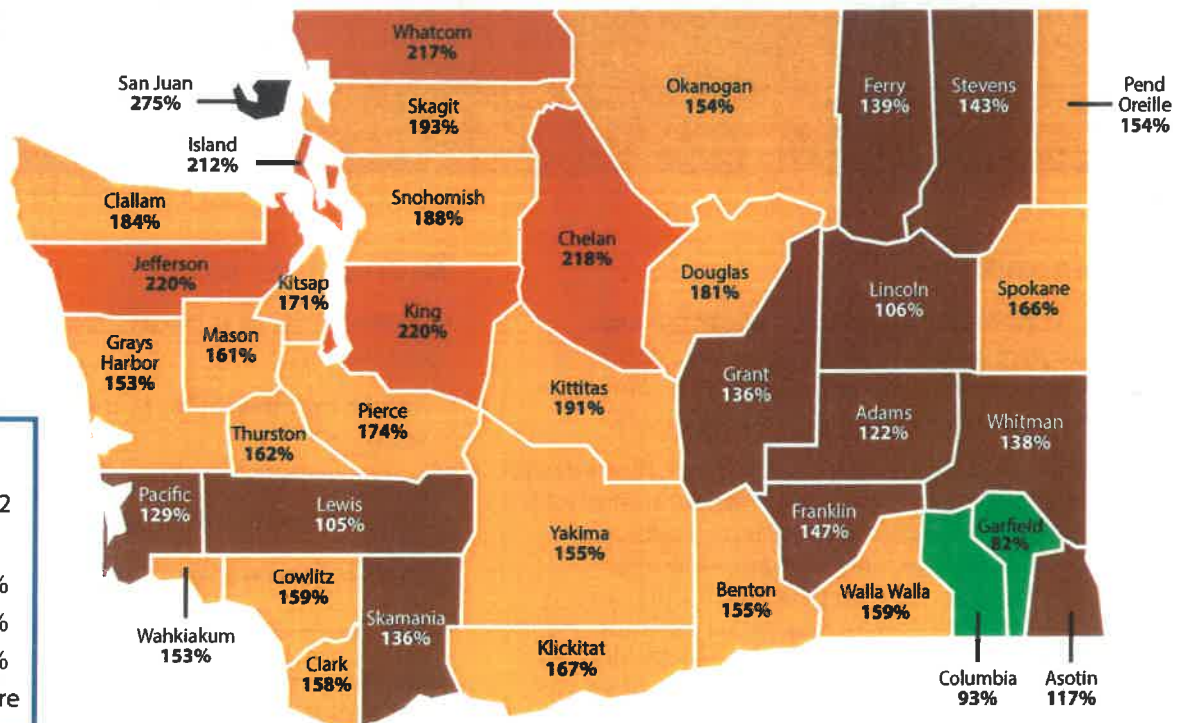 Whatcom
217%
San Juan
275%
Skagit
193%
Okanogan
154%
Ferry
139%
Stevens
143%
Pend
Oreille
154%
Island
212%
Clallam
184%
Snohomish
188%
Chelan
218%
Jefferson
220%
Kitsap
171%
Douglas
181%
Lincoln
106%
Spokane
166%
King
220%
Mason
161%
Grays
Harbor
153%
Grant
136%
Kittitas
191%
Pierce
174%
Adams
122%
Whitman
138%
Thurston
162%
Pacific
129%
Lewis
105%
Yakima
155%
Franklin
147%
Garfield
82%
Cowlitz
159%
Benton
155%
Walla Walla
159%
Skamania
136%
Wahkiakum
153%
Klickitat
167%
Clark
158%
Columbia
93%
Asotin
117%
2
%
%
%
re